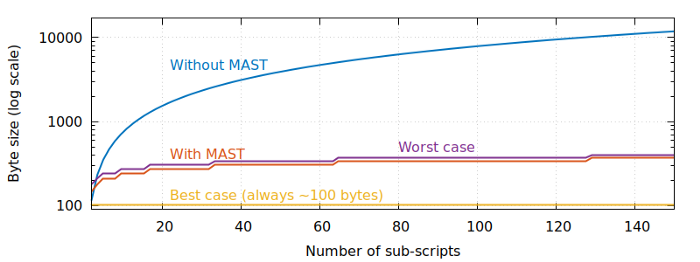 10000
Without MAST
1000
Worst case
With MAST
Best case (always ~100 bytes)
100
20
40
60
80
100
120
140
Number of sub-scripts
Byte size (log scale)